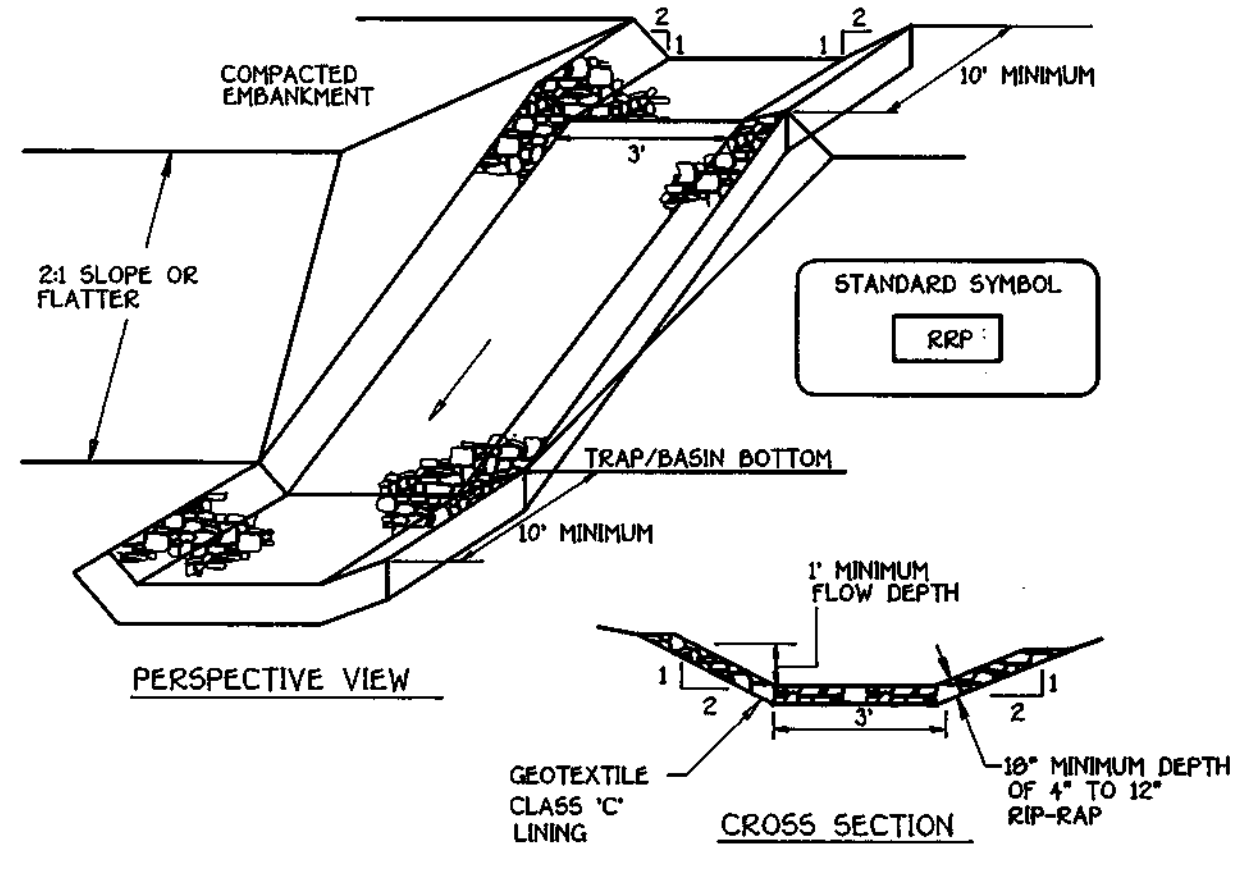 2
1
1
2
COMPACTED
EMBANKMENT
10' MINIMUM
3'
2:1 SLOPE OR
FLATTER
STANDARD SYMBOL
RRP
TRAP/BASIN BOTTOM
10' MINIMUM
PERSPECTIVE VIEW
1' MINIMUM
FLOW DEPTH
1
2
3'
1
2
GEOTEXTILE
CLASS 'C'
LINING
18" MINIMUM DEPTH
OF 4" TO 12"
RIP-RAP
CROSS SECTION